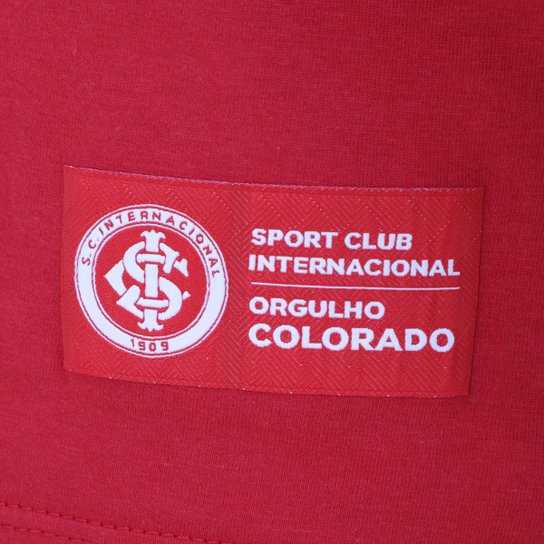 S.C. INTERNACIONAL
SCI
1909
SPORT CLUB
INTERNACIONAL
ORGULHO
COLORADO